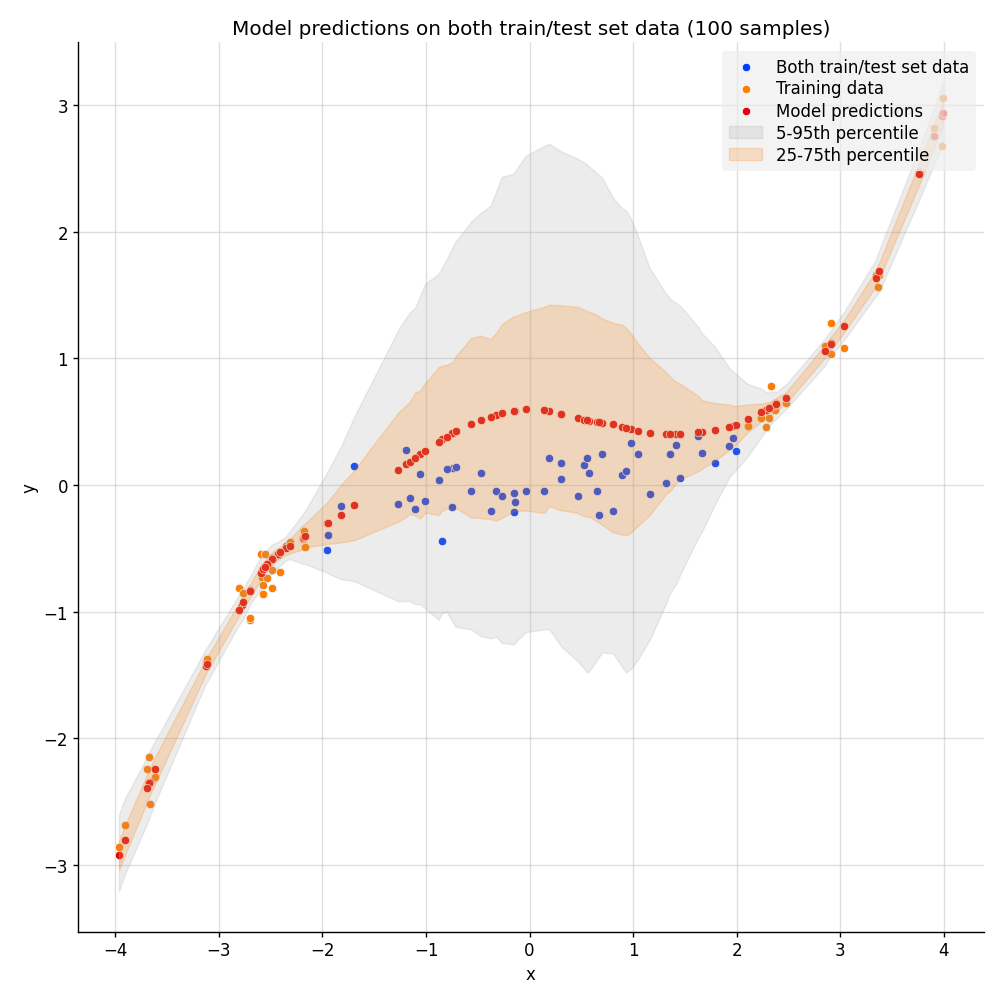 Model predictions on both train/test set data (100 samples)
Both train/test set data
Training data
Model predictions
5-95th percentile
25-75th percentile
y
3
2
1
0
−1
−2
−3
−4
−3
−2
−1
0
1
2
3
4
x